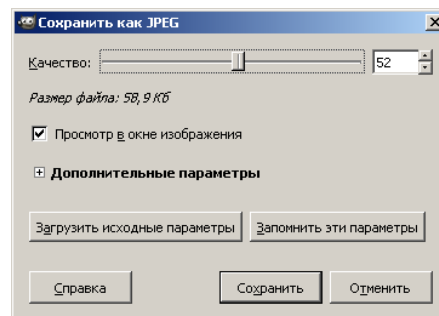 Сохранить как JPEG
Качество: 52
Размер файла: 58,9 Кб
Просмотр в окне изображения
Дополнительные параметры
Загрузить исходные параметры Запомнить эти параметры
Справка Сохранить Отменить